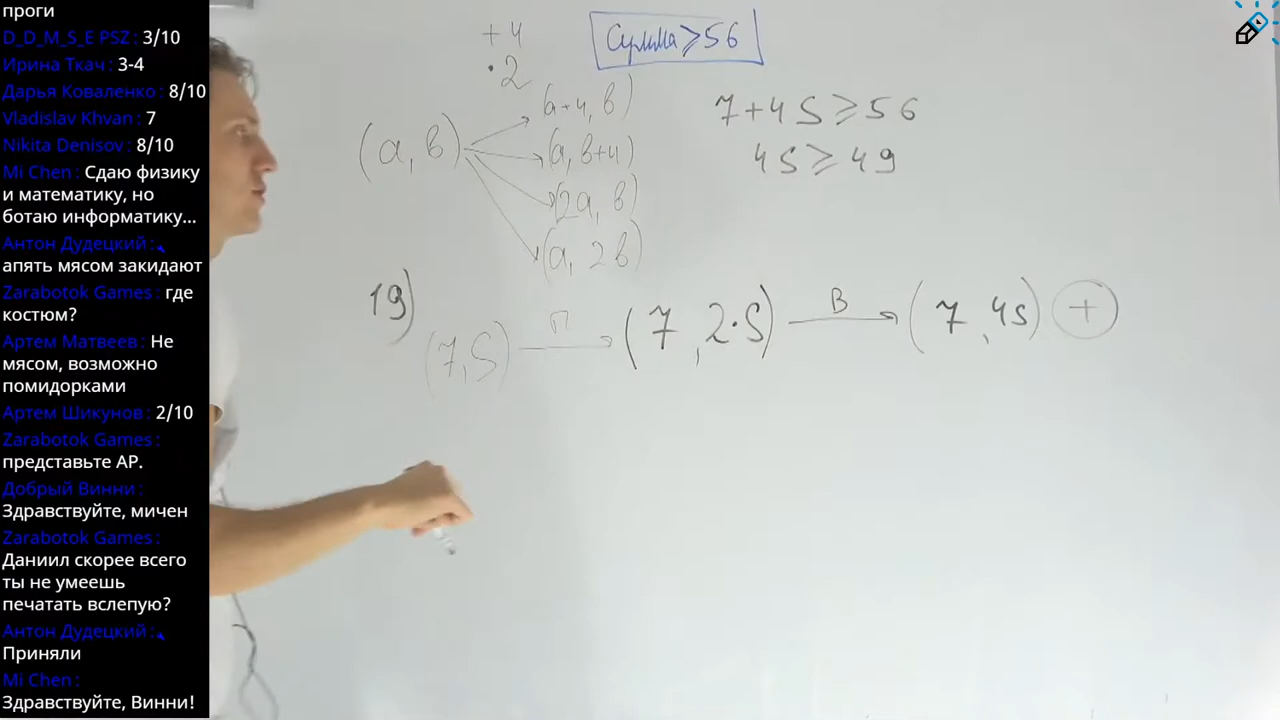 проги
D_D_M_S_E PSZ : 3/10
Ирина Ткач : 3-4
Дарья Коваленко : 8/10
Vladislav Khvan : 7
Nikita Denisov : 8/10
Mi Chen : Сдаю физику
и математику, но
ботаю информатику...
Антон Дудецкий :
апять мясом закидают
Zarabotok Games : где
костюм?
Артем Матвеев : Не
мясом, возможно
помидорками
Артем Шикунов : 2/10
Zarabotok Games :
представьте АР.
Добрый Винни :
Здравствуйте, мичен
Zarabotok Games :
Даниил скорее всего
ты не умеешь
печатать вслепую?
Антон Дудецкий :
Приняли
Mi Chen :
Здравствуйте, Винни!
+4
·2
Сумма ⩾ 56
(a, в)
(a+4, в)
(a, в+4)
(2a, в)
(a, 2в)
7+4S ⩾ 56
4S ⩾ 49
19)
(7, S) П (7, 2·S) В (7, 4S) +